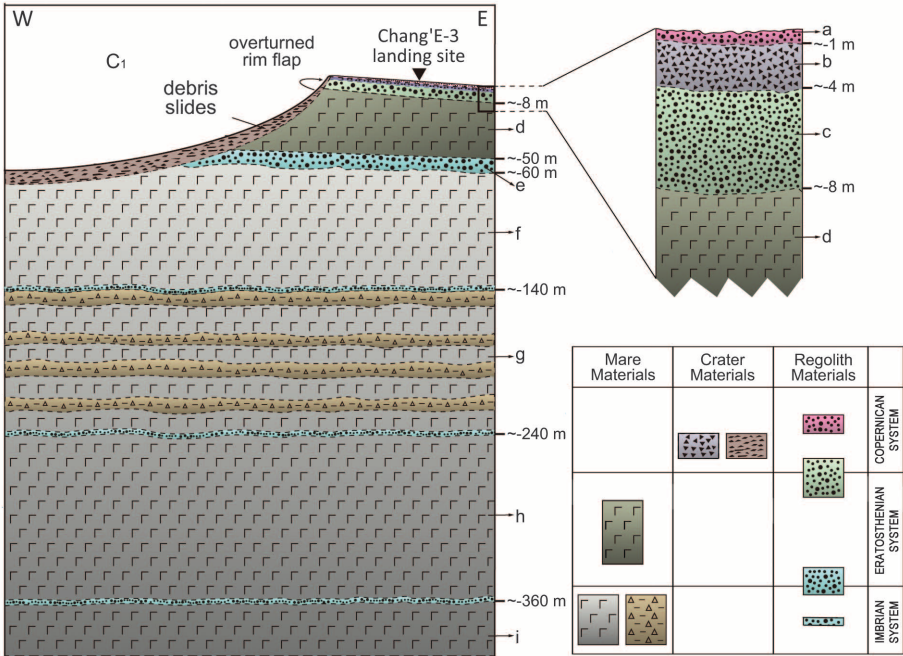 W
E
C1
overturned
rim flap
Chang'E-3
landing site
debris
slides
~-8 m
d
~-50 m
~-60 m
e
f
~-140 m
g
~-240 m
h
~-360 m
i
a
~-1 m
b
~-4 m
c
~-8 m
d
Mare
Materials
Crater
Materials
Regolith
Materials
COPERNICAN
SYSTEM
ERATOSTHENIAN
SYSTEM
IMBRIAN
SYSTEM